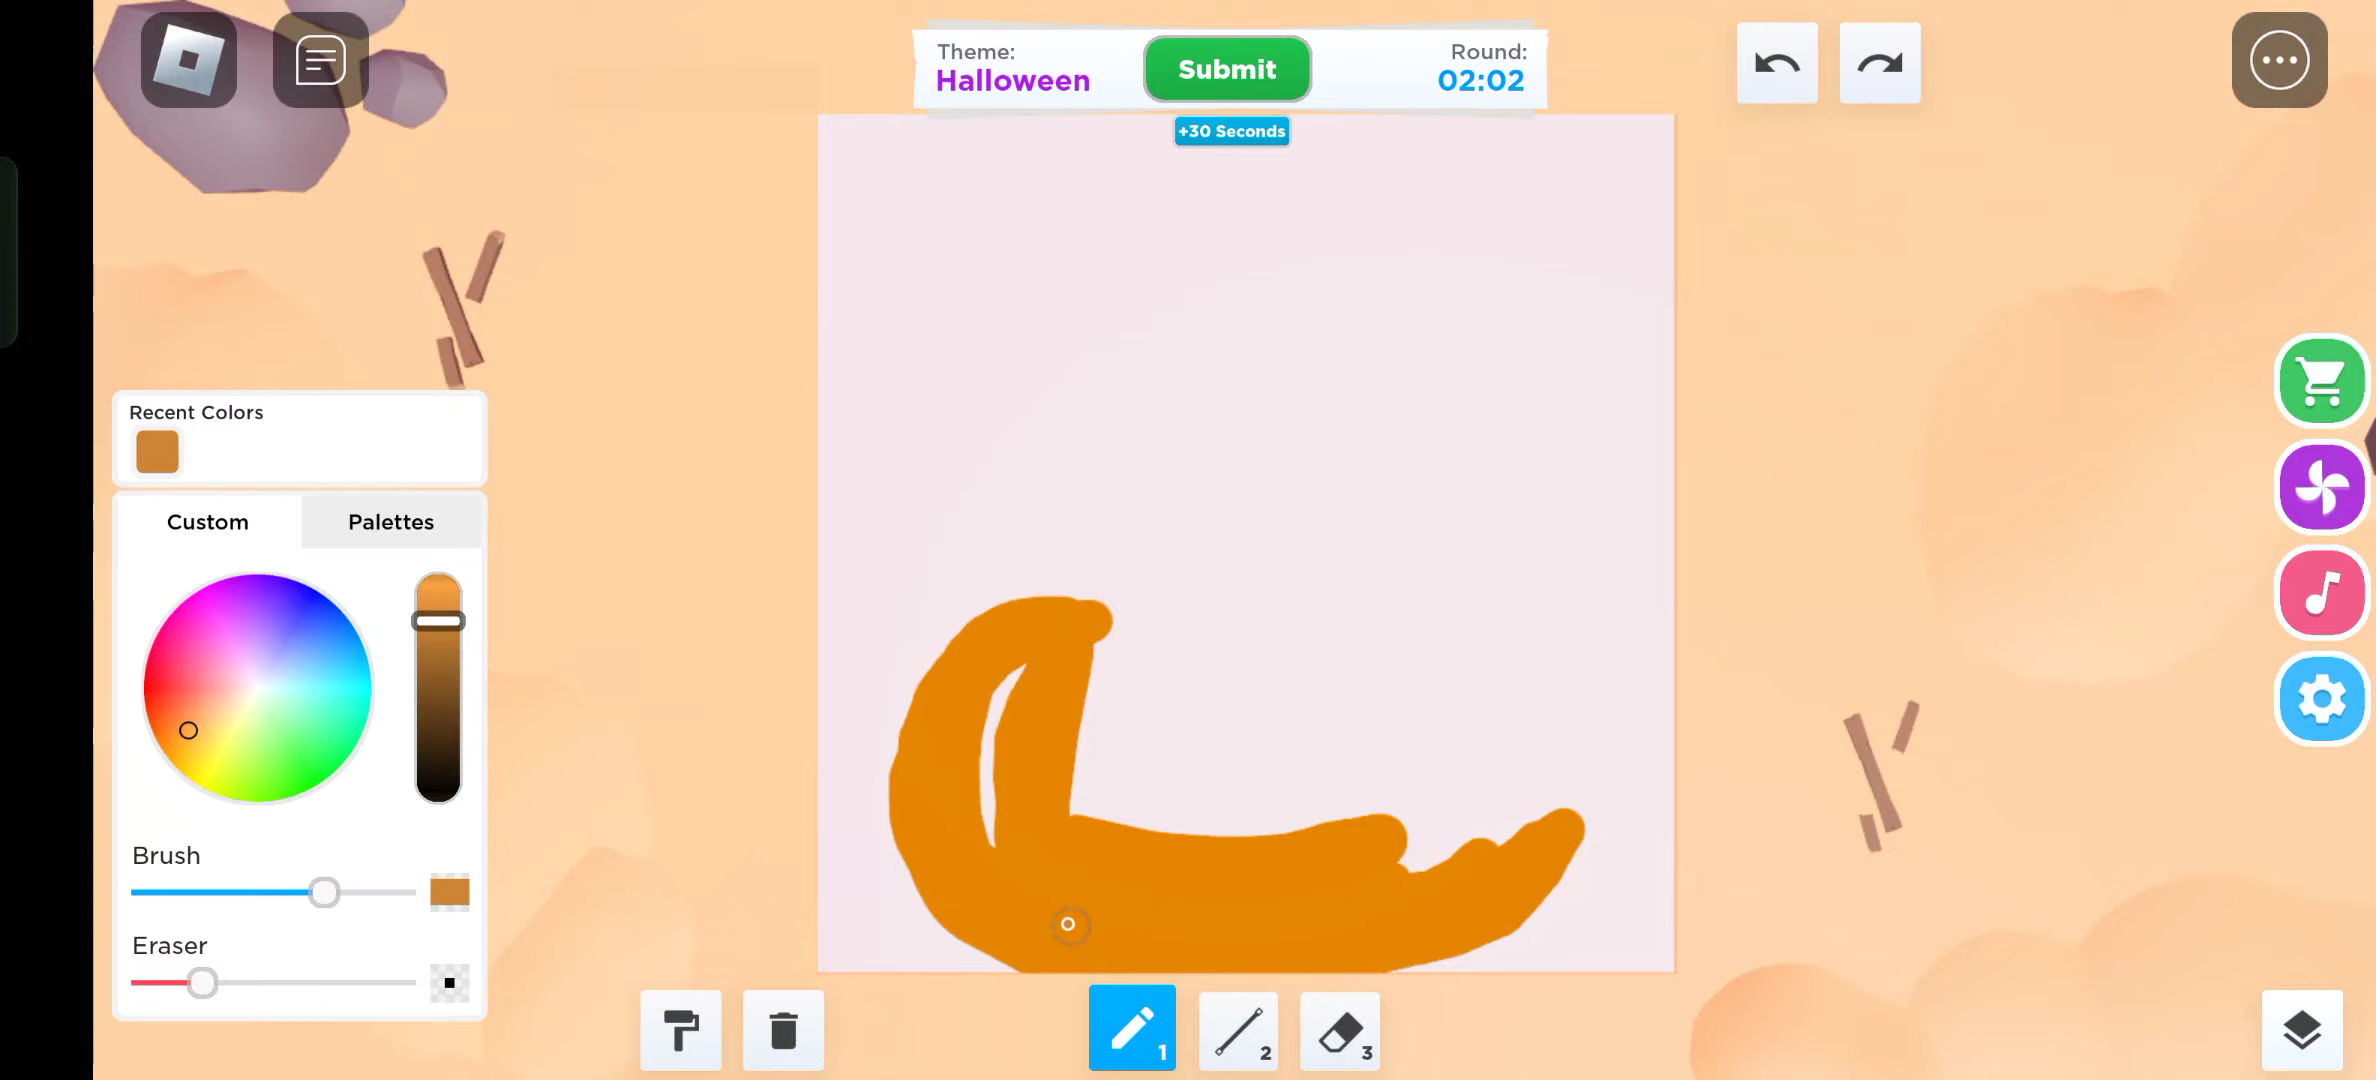 Theme:
Halloween
Submit
Round:
02:02
+30 Seconds
Recent Colors
Custom
Palettes
Brush
Eraser
1
2
3